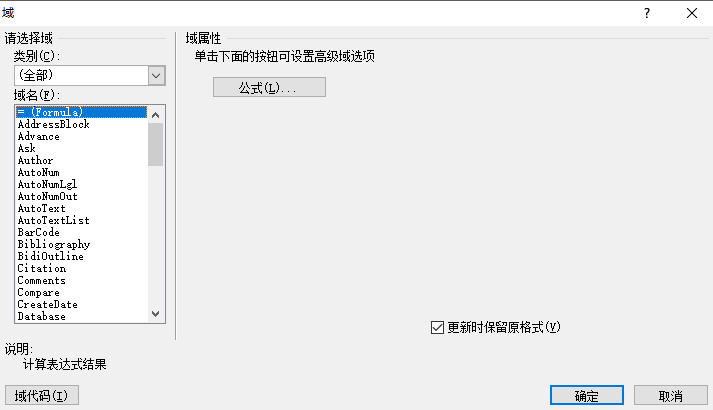 域
请选择域
类别(C):
(全部)
域名(F):
= (Formula)
AddressBlock
Advance
Ask
Author
AutoNum
AutoNumLgl
AutoNumOut
AutoText
AutoTextList
BarCode
Bibliography
BidiOutline
Citation
Comments
Compare
CreateDate
Database
域属性
单击下面的按钮可设置高级域选项
公式(L)...
更新时保留原格式(V)
说明:
计算表达式结果
域代码(I)
确定
取消